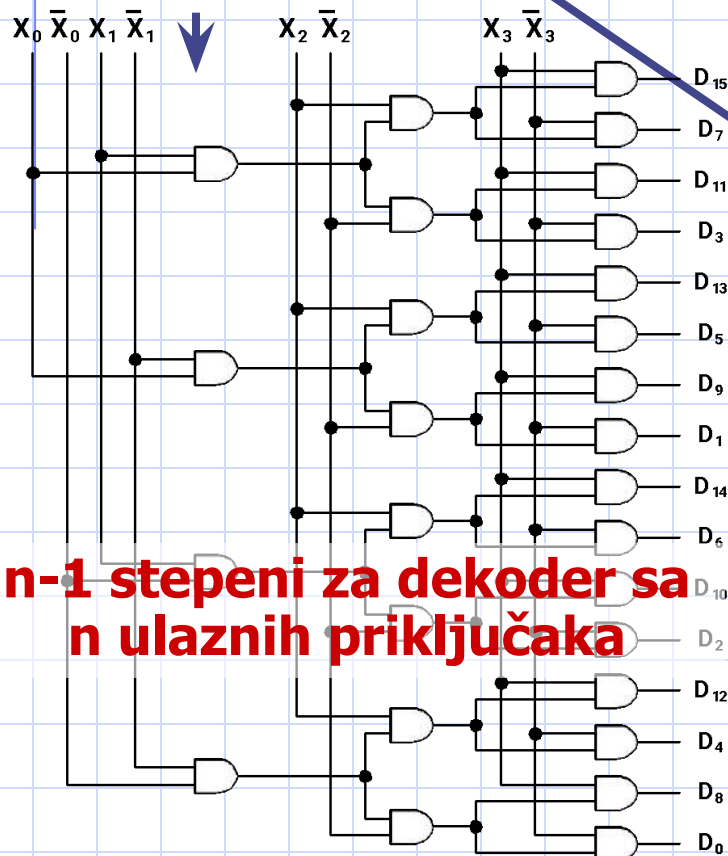 X₀ X̄₀ X₁ X̄₁ X₂ X̄₂ X₃ X̄₃
D₁₅
D₇
D₁₁
D₃
D₁₃
D₅
D₉
D₁
D₁₄
D₆
n-1 stepeni za dekoder sa
D₁₀
n ulaznih priključaka
D₂
D₁₂
D₄
D₈
D₀